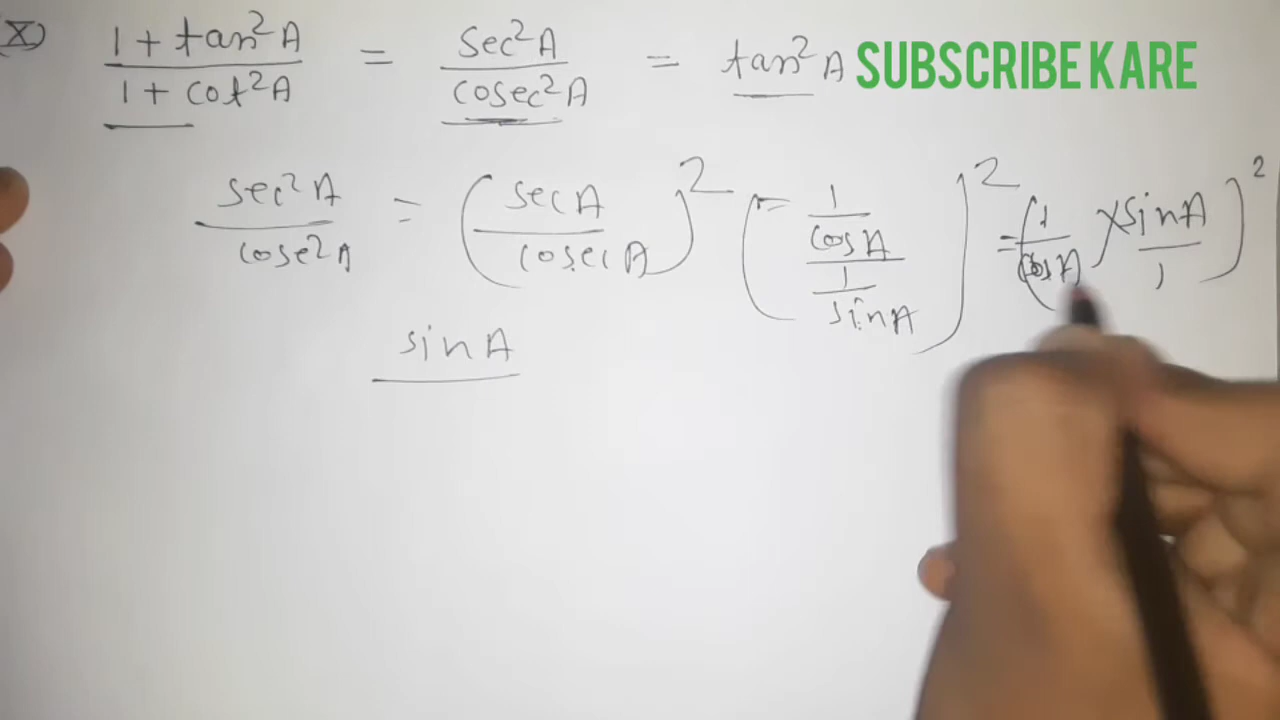 (X) 1 + tan²A / 1 + cot²A = sec²A / cosec²A = tan²A SUBSCRIBE KARE
sec²A / cose²A = (secA / cosecA)² = (1/cosA / 1/sinA)² = (1/cosA × sinA/1)²
sinA